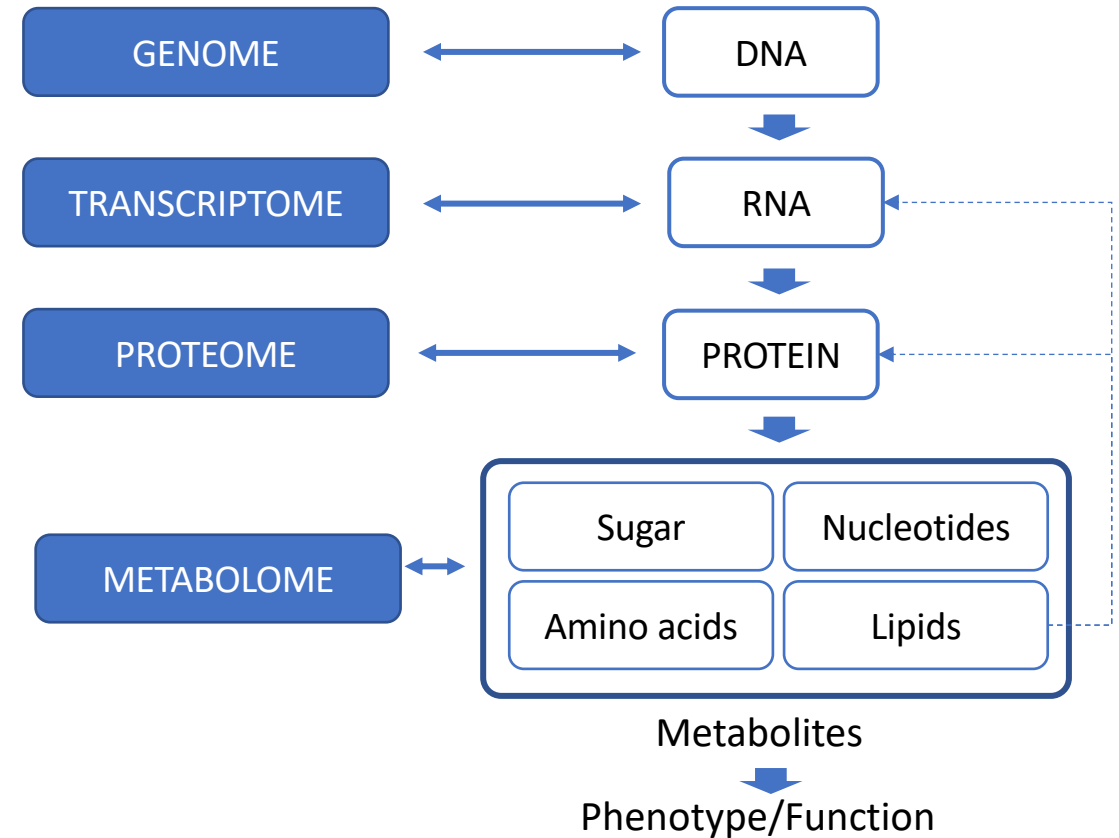 GENOME
DNA
TRANSCRIPTOME
RNA
PROTEOME
PROTEIN
METABOLOME
Sugar
Nucleotides
Amino acids
Lipids
Metabolites
Phenotype/Function